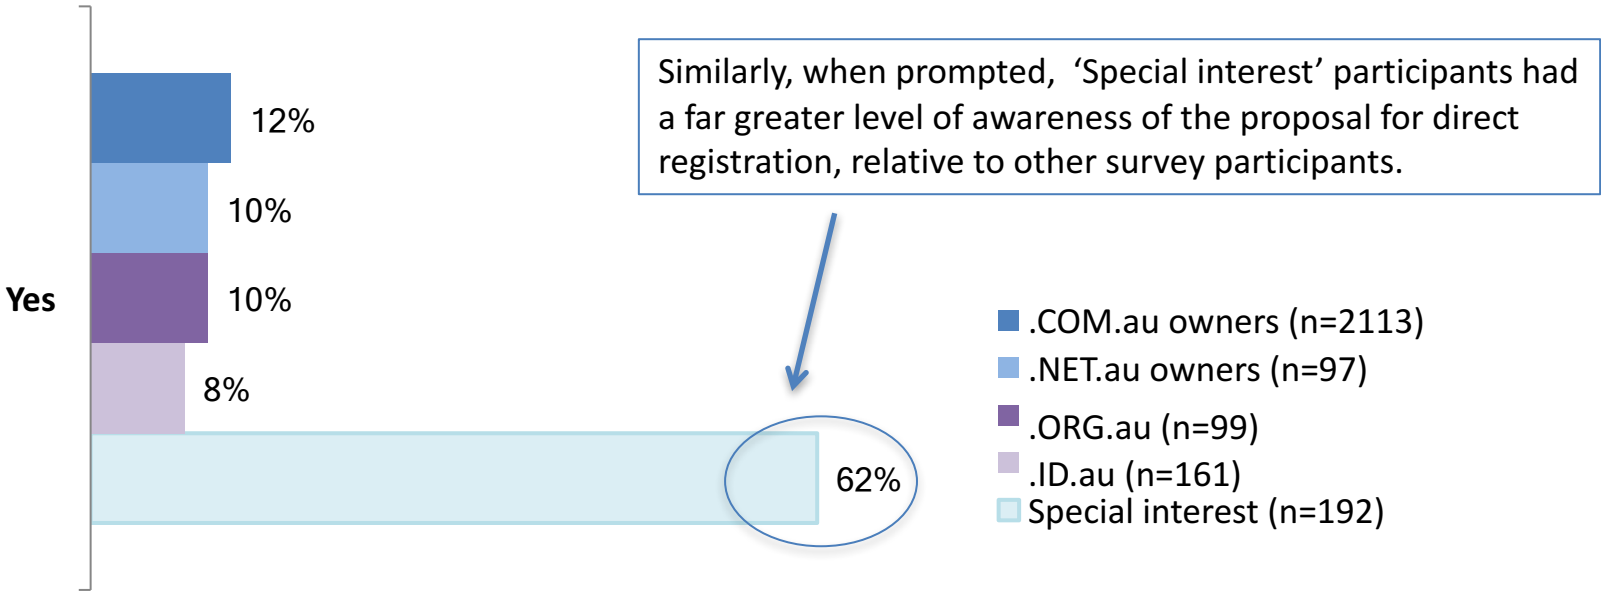 Similarly, when prompted,  ‘Special interest’ participants had
a far greater level of awareness of the proposal for direct
registration, relative to other survey participants.
12%
10%
Yes
10%
8%
62%
.COM.au owners (n=2113)
.NET.au owners (n=97)
.ORG.au (n=99)
.ID.au (n=161)
Special interest (n=192)